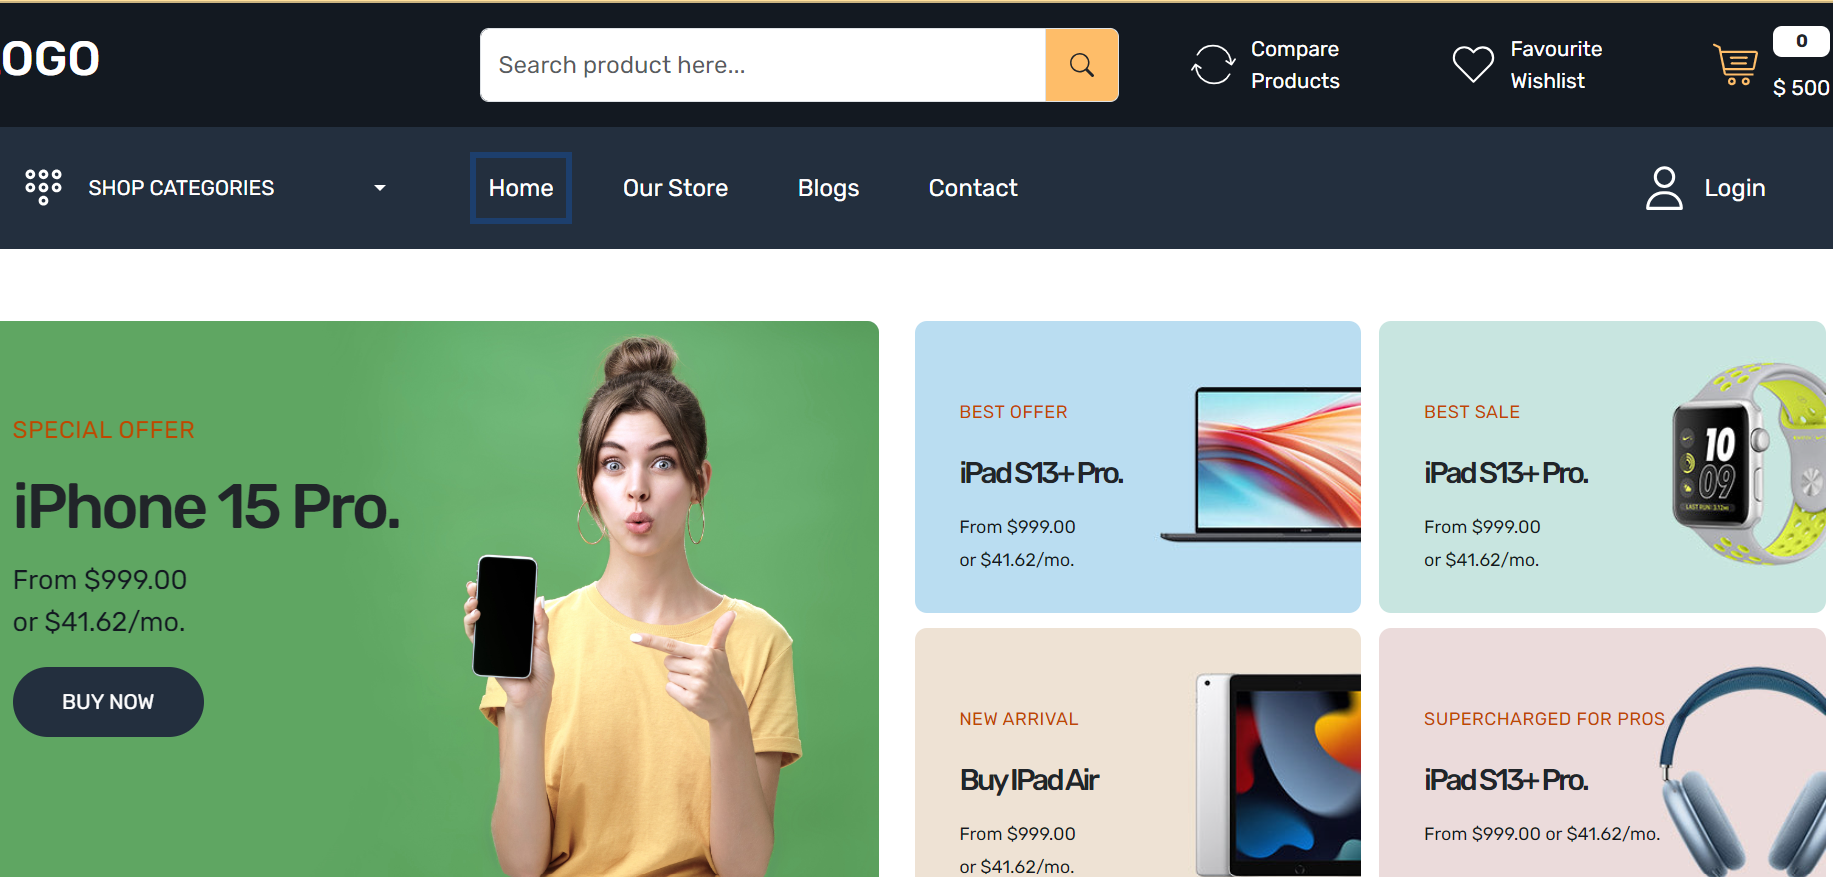 OGO
Search product here...
Compare
Products
Favourite
Wishlist
0
$ 500
SHOP CATEGORIES
Home
Our Store
Blogs
Contact
Login
SPECIAL OFFER
iPhone 15 Pro.
From $999.00
or $41.62/mo.
BUY NOW
BEST OFFER
iPad S13+ Pro.
From $999.00
or $41.62/mo.
BEST SALE
iPad S13+ Pro.
From $999.00
or $41.62/mo.
10
09
LAST RUN: 3.12mi
NEW ARRIVAL
Buy IPad Air
From $999.00
or $41.62/mo.
SUPERCHARGED FOR PROS
iPad S13+ Pro.
From $999.00 or $41.62/mo.